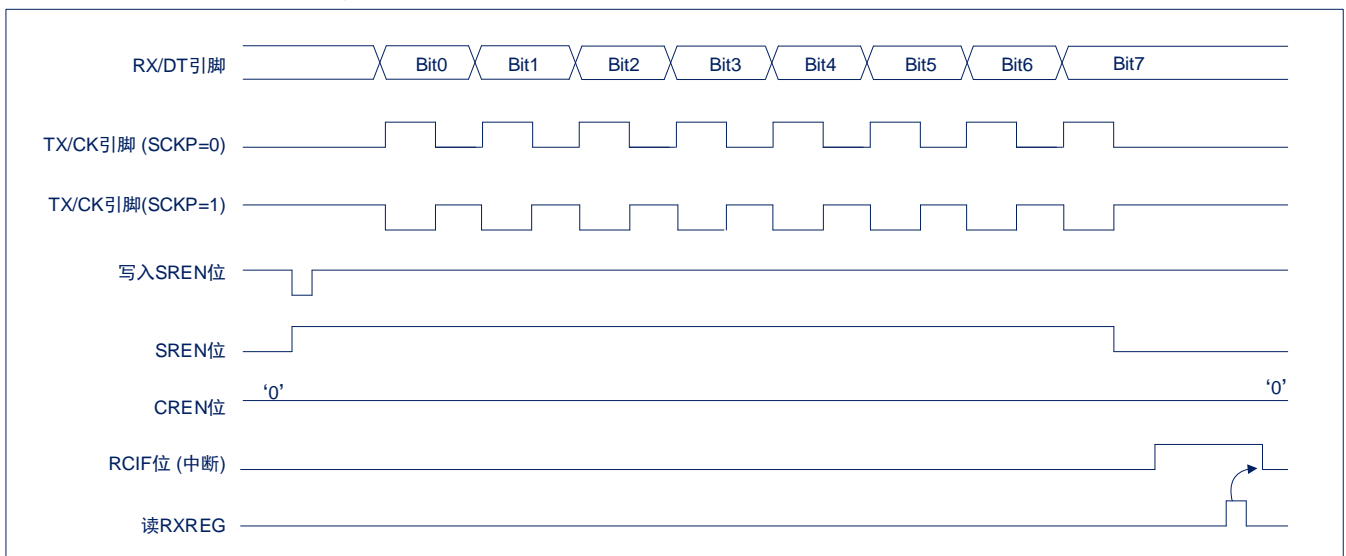 RX/DT引脚 Bit0 Bit1 Bit2 Bit3 Bit4 Bit5 Bit6 Bit7
TX/CK引脚 (SCKP=0)
TX/CK引脚(SCKP=1)
写入SREN位
SREN位
‘0’ ‘0’
CREN位
RCIF位 (中断)
读RXREG